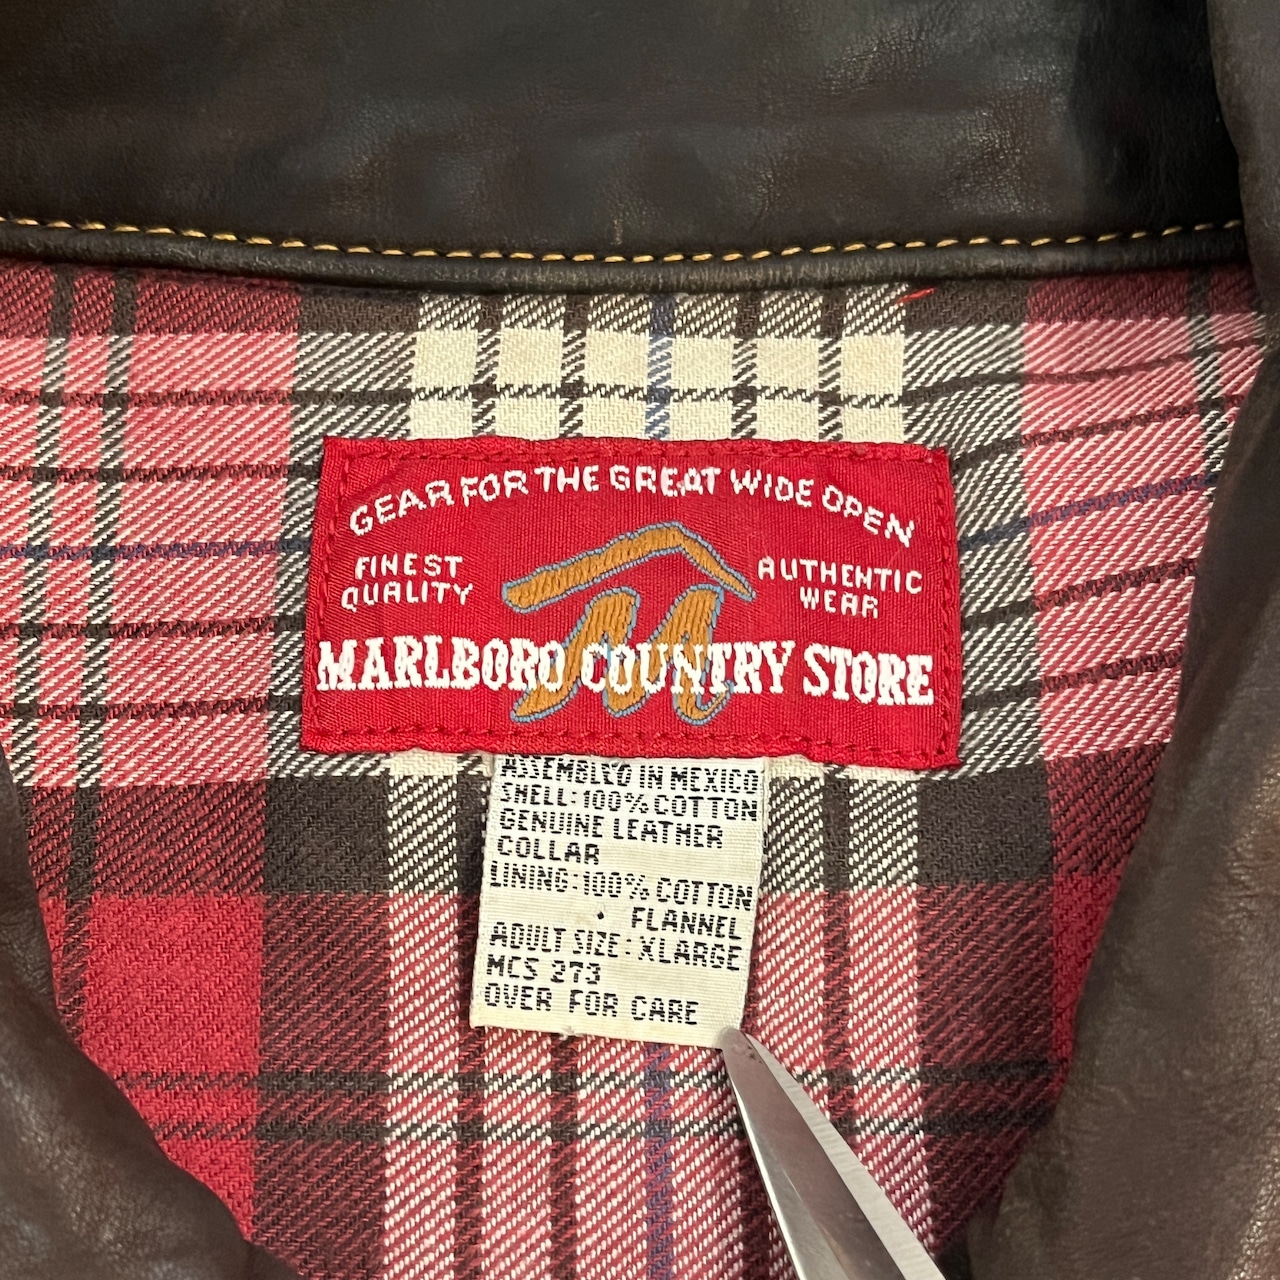 GEAR FOR THE GREAT WIDE OPEN
FINEST
QUALITY
AUTHENTIC
WEAR
MARLBORO COUNTRY STORE
ASSEMBLED IN MEXICO
SHELL: 100% COTTON
GENUINE LEATHER
COLLAR
LINING: 100% COTTON
FLANNEL
ADULT SIZE: XLARGE
MCS 273
OVER FOR CARE